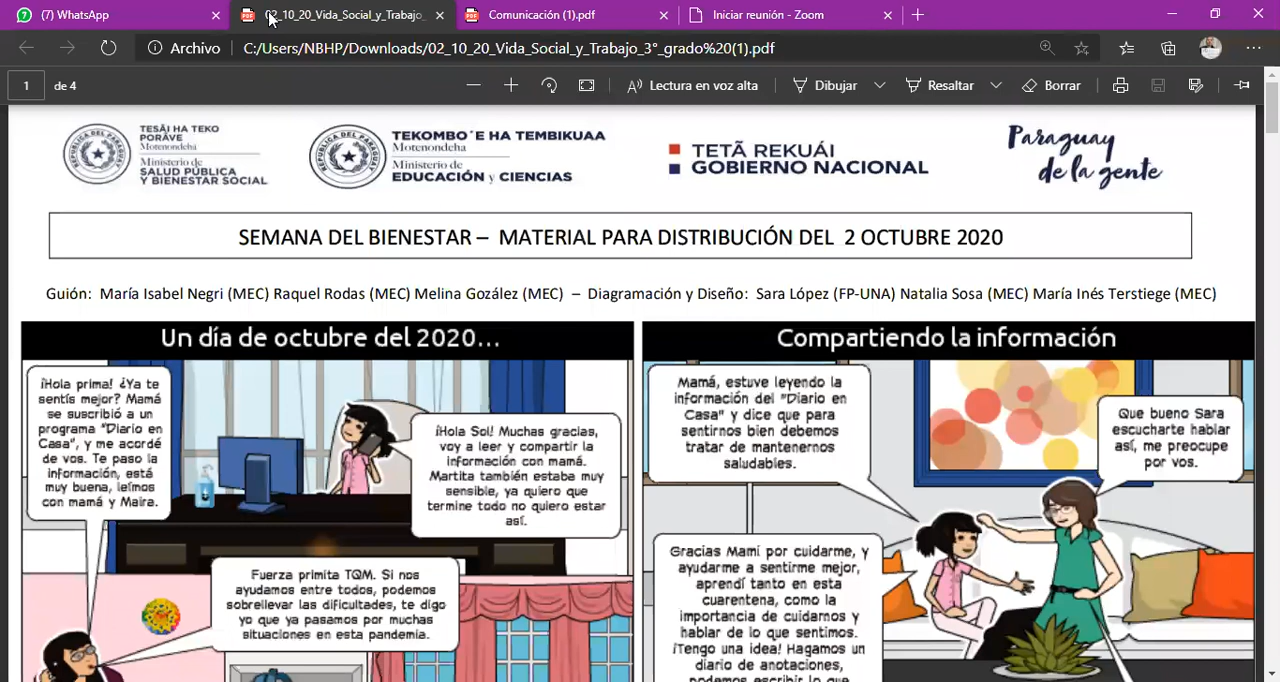 (7) WhatsApp
02_10_20_Vida_Social_y_Trabajo_
Comunicación (1).pdf
Iniciar reunión - Zoom
Archivo
C:/Users/NBHP/Downloads/02_10_20_Vida_Social_y_Trabajo_3°_grado%20(1).pdf
1 de 4
Lectura en voz alta
Dibujar
Resaltar
Borrar
TESÃI HA TEKO
PORÃVE
Motenondeha
Ministerio de
SALUD PÚBLICA
Y BIENESTAR SOCIAL
TEKOMBO´E HA TEMBIKUAA
Motenondeha
Ministerio de
EDUCACIÓN y CIENCIAS
TETÃ REKUÁI
GOBIERNO NACIONAL
Paraguay
de la gente
SEMANA DEL BIENESTAR – MATERIAL PARA DISTRIBUCIÓN DEL 2 OCTUBRE 2020
Guión: María Isabel Negri (MEC) Raquel Rodas (MEC) Melina Gozález (MEC) – Diagramación y Diseño: Sara López (FP-UNA) Natalia Sosa (MEC) María Inés Terstiege (MEC)
Un día de octubre del 2020...
¡Hola prima! ¿Ya te
sentís mejor? Mamá
se suscribió a un
programa "Diario en
Casa", y me acordé
de vos. Te paso la
información, está
muy buena, leímos
con mamá y Maira.
¡Hola Sol! Muchas gracias,
voy a leer y compartir la
información con mamá.
Martita también estaba muy
sensible, ya quiero que
termine todo no quiero estar
así.
Fuerza primita TQM. Si nos
ayudamos entre todos, podemos
sobrellevar las dificultades, te digo
yo que ya pasamos por muchas
situaciones en esta pandemia.
Compartiendo la información
Mamá, estuve leyendo la
información del "Diario en
Casa" y dice que para
sentirnos bien debemos
tratar de mantenernos
saludables.
Que bueno Sara
escucharte hablar
así, me preocupe
por vos.
Gracias Mami por cuidarme, y
ayudarme a sentirme mejor,
aprendí tanto en esta
cuarentena, como la
importancia de cuidarnos y
hablar de lo que sentimos.
¡Tengo una idea! Hagamos un
diario de anotaciones,
podemos escribir lo que